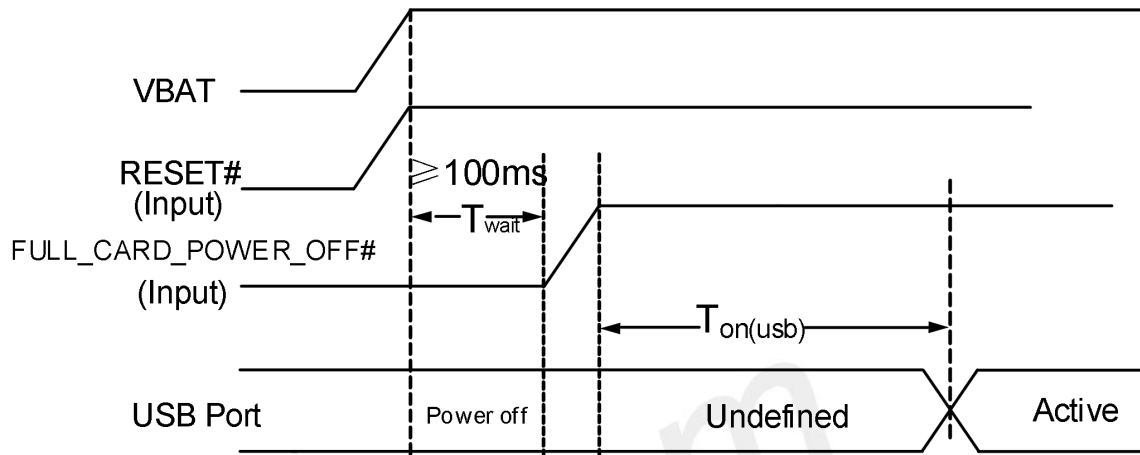 VBAT
RESET#
(Input)
≥100ms
Twait
FULL_CARD_POWER_OFF#
(Input)
Ton(usb)
USB Port
Power off
Undefined
Active